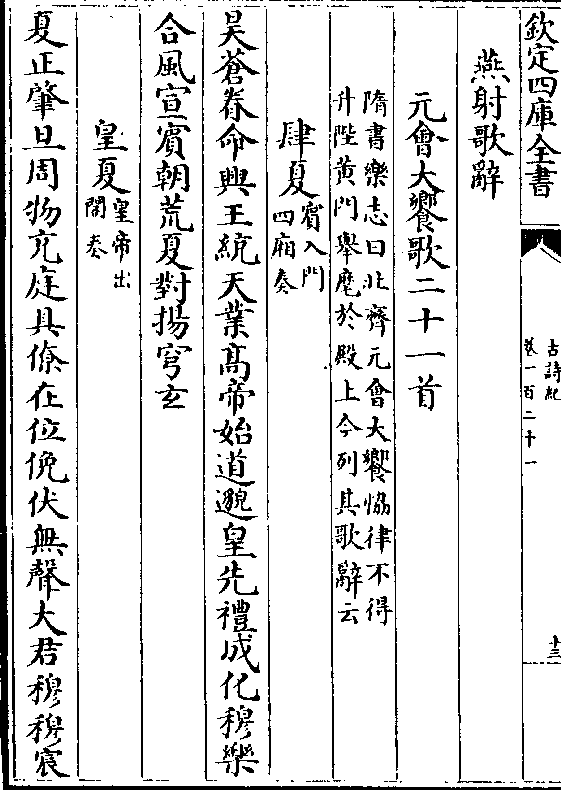 欽定四庫全書
古詩紀
卷一百二十一
十三
燕射歌辭
元會大饗歌二十一首
隋書樂志曰北齊元會大饗恊律不得
升陛黄門舉麾於殿上今列其歌辭云
肆夏賓入門
四廂奏
昊蒼眷命興王統天業髙帝始道邈皇先禮成化穆樂
合風宣賓朝荒夏對揚穹玄
皇夏皇帝出
閤奏
夏正肇旦周物充庭具僚在位俛伏無聲大君穆穆宸